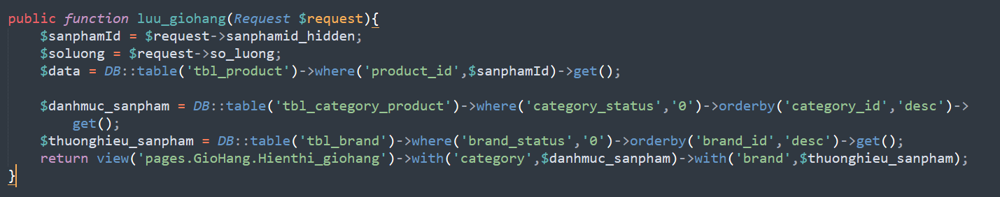 public function luu_giohang(Request $request){
$sanphamId = $request->sanphamid_hidden;
$soluong = $request->so_luong;
$data = DB::table('tbl_product')->where('product_id',$sanphamId)->get();
$danhmuc_sanpham = DB::table('tbl_category_product')->where('category_status','0')->orderby('category_id','desc')->
get();
$thuonghieu_sanpham = DB::table('tbl_brand')->where('brand_status','0')->orderby('brand_id','desc')->get();
return view('pages.GioHang.Hienthi_giohang')->with('category',$danhmuc_sanpham)->with('brand',$thuonghieu_sanpham);
}